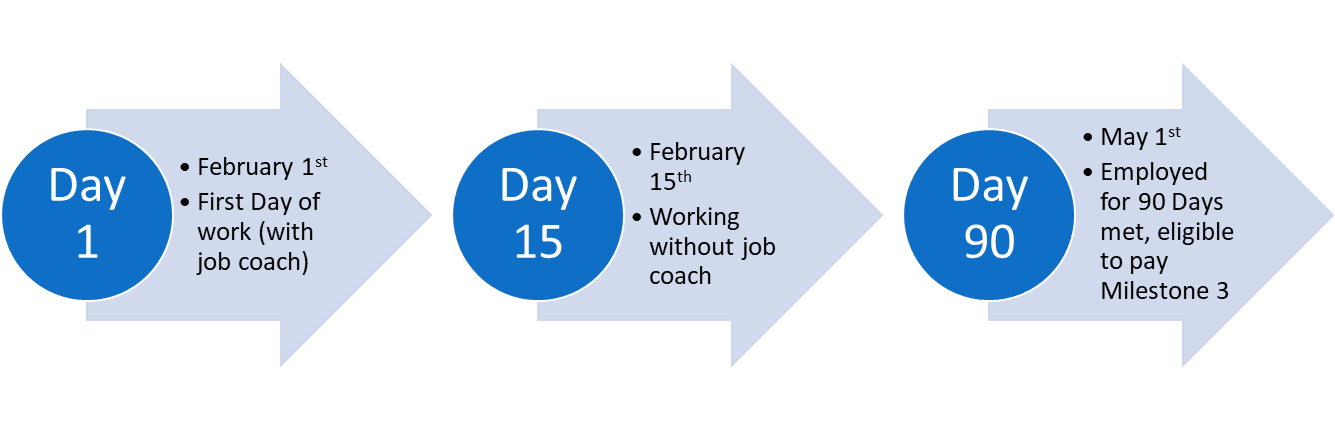 Day
1
• February 1st
• First Day of
work (with
job coach)
Day
15
• February
15th
• Working
without job
coach
Day
90
• May 1st
• Employed
for 90 Days
met, eligible
to pay
Milestone 3